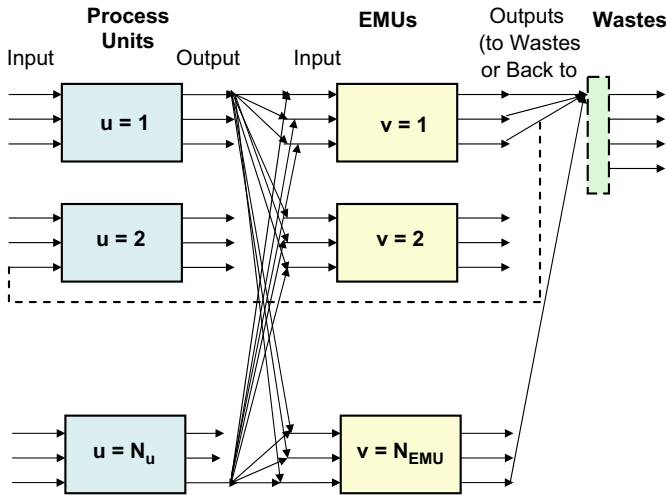 Process
Units
EMUs
Outputs
(to Wastes
or Back to
Wastes
Input
Output
Input
u = 1
v = 1
u = 2
v = 2
u = Nu
v = NEMU